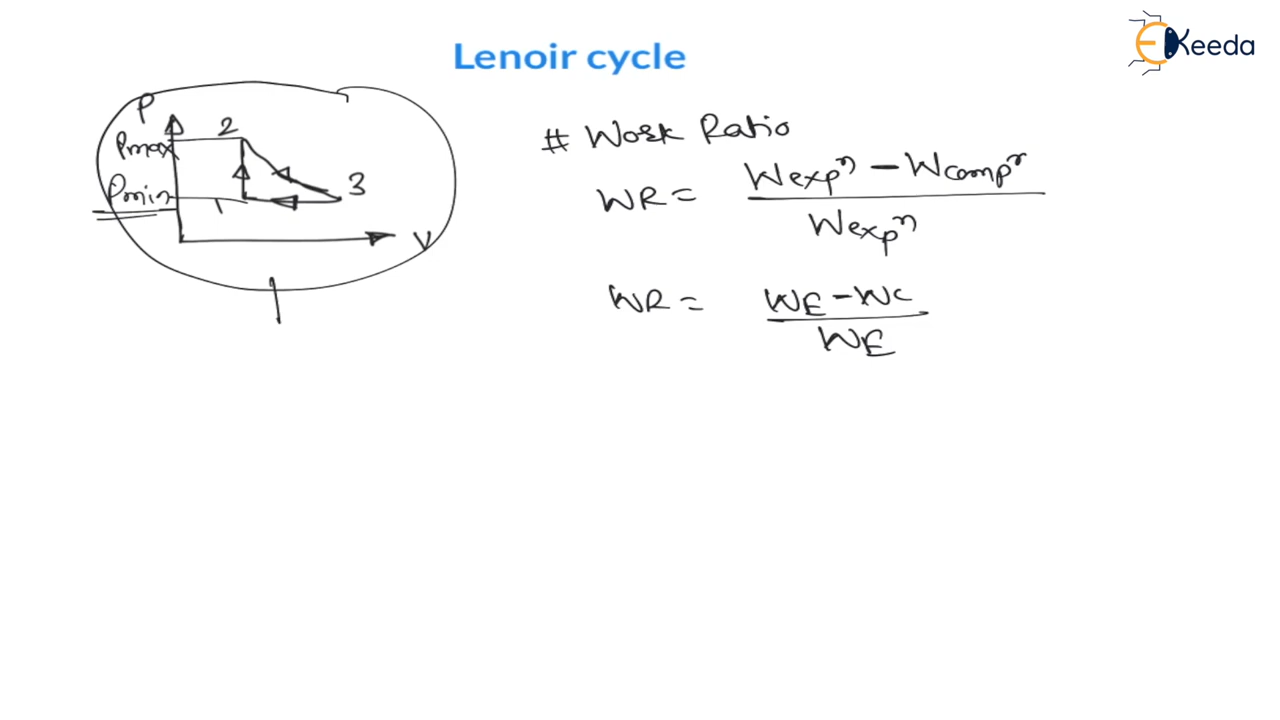 Lenoir cycle
EKeeda
P
Pmax
2
Pmin
1
3
V
# Work Ratio
WR = Wexpⁿ - Wcompʳ
Wexpⁿ
WR = WE - WC
WE